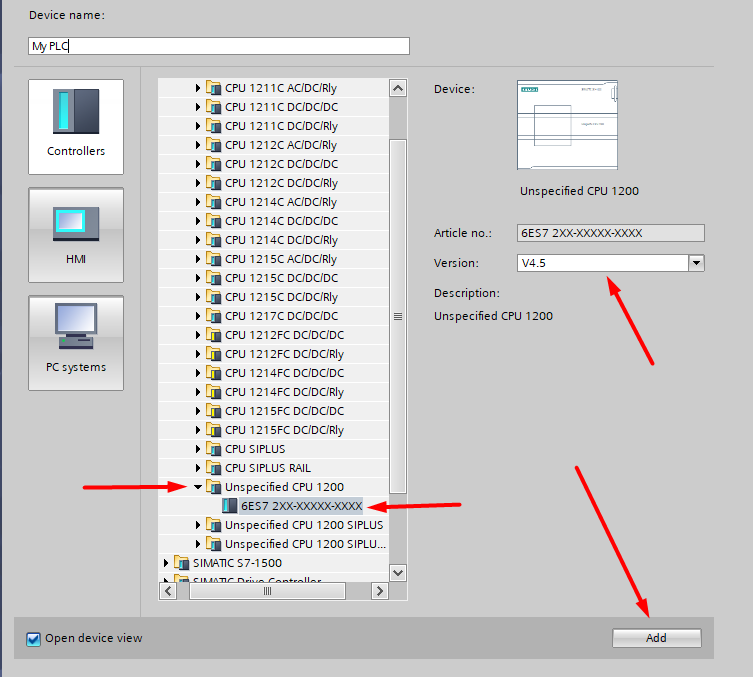 Device name:
My PLC
Controllers
HMI
PC systems
CPU 1211C AC/DC/Rly
CPU 1211C DC/DC/DC
CPU 1211C DC/DC/Rly
CPU 1212C AC/DC/Rly
CPU 1212C DC/DC/DC
CPU 1212C DC/DC/Rly
CPU 1214C AC/DC/Rly
CPU 1214C DC/DC/DC
CPU 1214C DC/DC/Rly
CPU 1215C AC/DC/Rly
CPU 1215C DC/DC/DC
CPU 1215C DC/DC/Rly
CPU 1217C DC/DC/DC
CPU 1212FC DC/DC/DC
CPU 1212FC DC/DC/Rly
CPU 1214FC DC/DC/DC
CPU 1214FC DC/DC/Rly
CPU 1215FC DC/DC/DC
CPU 1215FC DC/DC/Rly
CPU SIPLUS
CPU SIPLUS RAIL
Unspecified CPU 1200
6ES7 2XX-XXXXX-XXXX
Unspecified CPU 1200 SIPLUS
Unspecified CPU 1200 SIPLU...
SIMATIC S7-1500
SIMATIC Drive Controller
Device:
Unspecified CPU 1200
Article no.:
6ES7 2XX-XXXXX-XXXX
Version:
V4.5
Description:
Unspecified CPU 1200
Open device view
Add